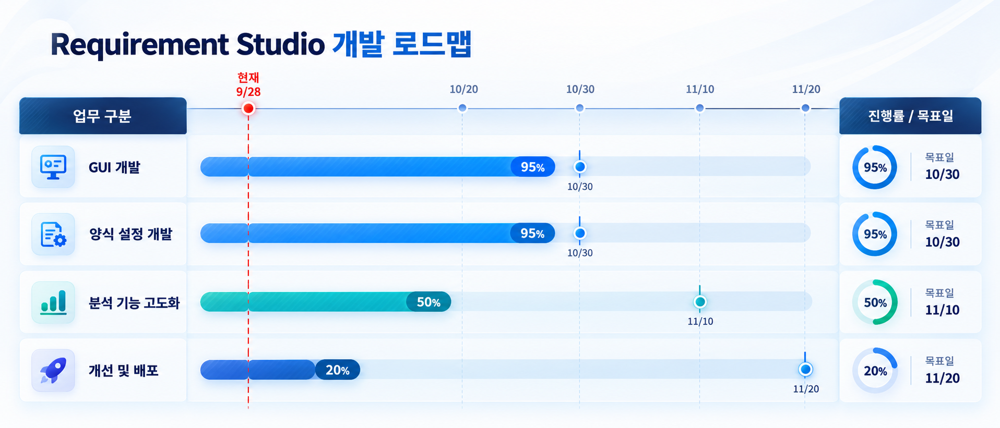 Requirement Studio 개발 로드맵
현재
9/28
10/20
10/30
11/10
11/20
업무 구분
진행률 / 목표일
GUI 개발
95%
10/30
95%
목표일
10/30
양식 설정 개발
95%
10/30
95%
목표일
10/30
분석 기능 고도화
50%
11/10
50%
목표일
11/10
개선 및 배포
20%
11/20
20%
목표일
11/20